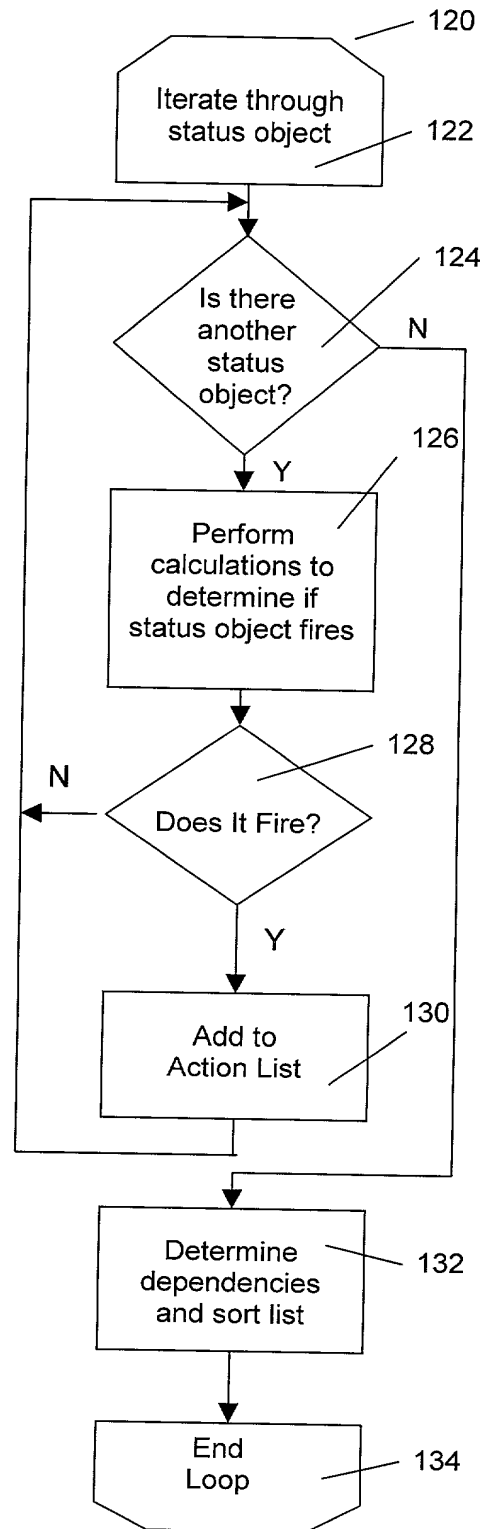 120
Iterate through
status object
122
124
Is there
another
status
object?
N
126
Y
Perform
calculations to
determine if
status object fires
128
N
Does It Fire?
Y
130
Add to
Action List
132
Determine
dependencies
and sort list
End
Loop
134